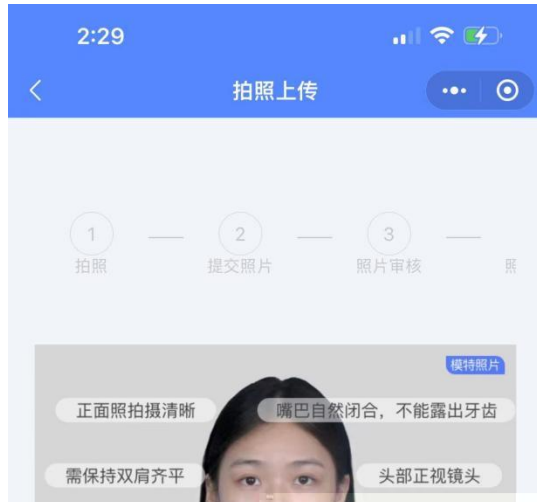 2:29
拍照上传
1 2 3
拍照 提交照片 照片审核 照
模特照片
正面照拍摄清晰 嘴巴自然闭合，不能露出牙齿
需保持双肩齐平 头部正视镜头